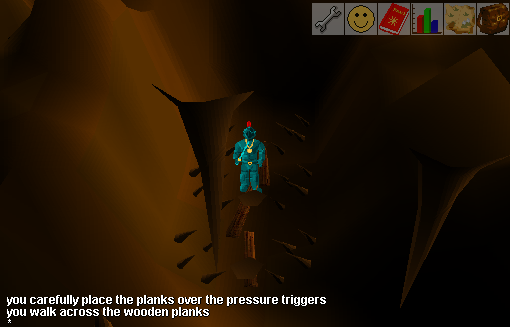 you carefully place the planks over the pressure triggers
you walk across the wooden planks
*